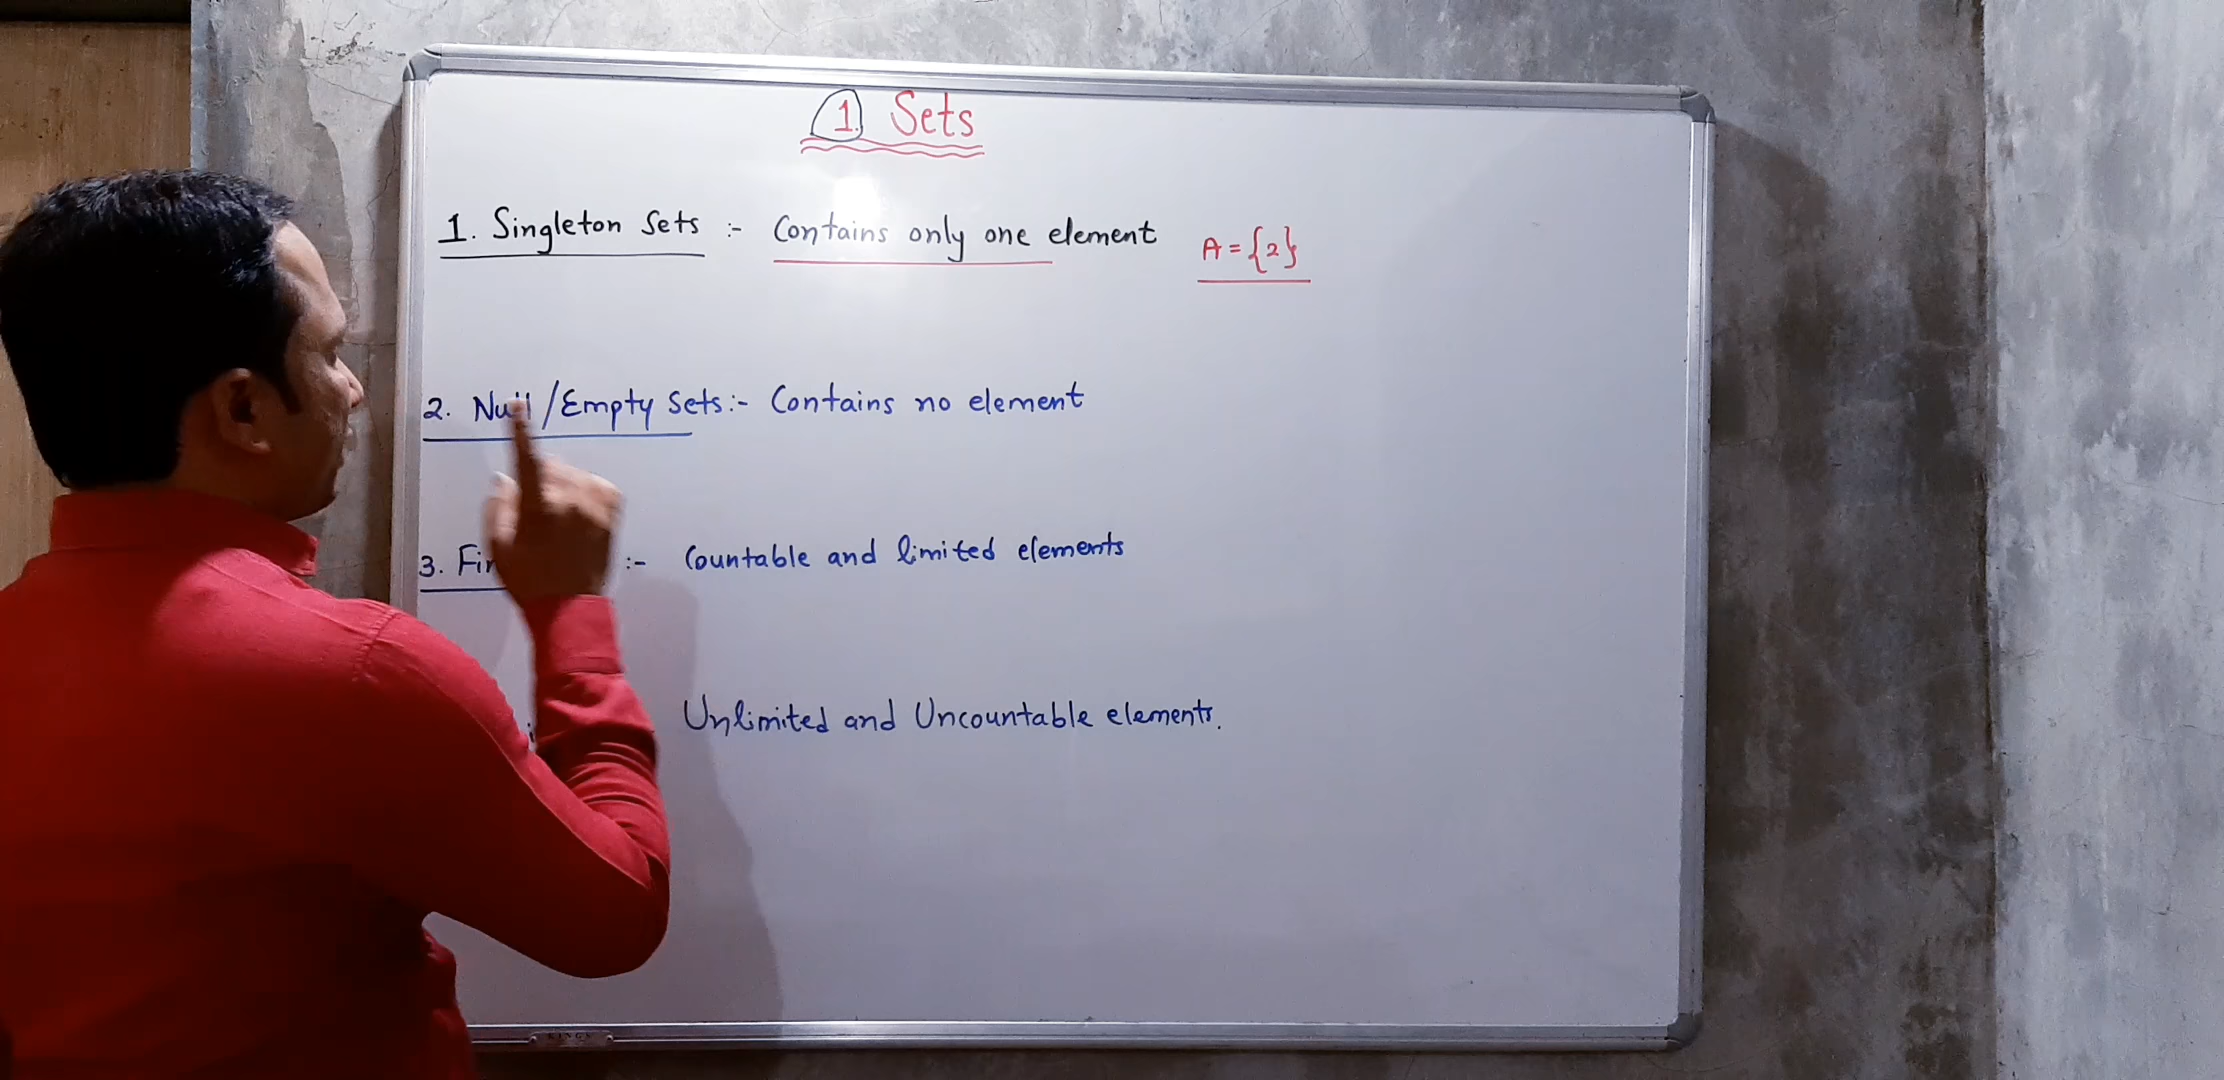 1. Sets
1. Singleton Sets :- Contains only one element A = {2}
2. Null/Empty Sets:- Contains no element
3. :- Countable and limited elements
Unlimited and Uncountable elements.
KINGS